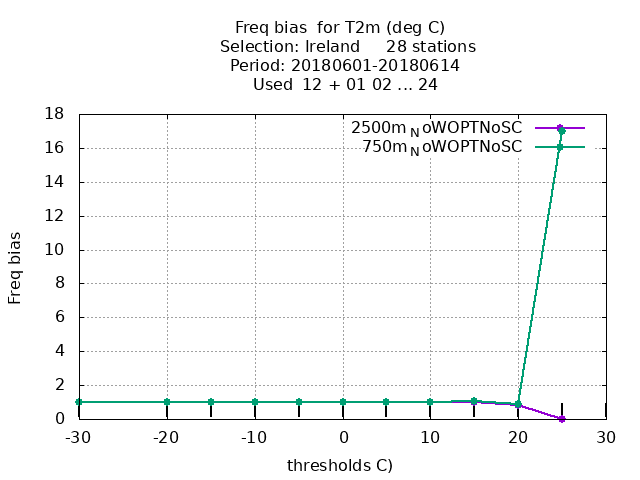 Freq bias  for T2m (deg C)
Selection: Ireland     28 stations
Period: 20180601-20180614
Used  12 + 01 02 ... 24
2500m NoWOPTNoSC
750m NoWOPTNoSC
18
16
14
12
10
8
6
4
2
0
Freq bias
-30 -20 -10 0 10 20 30
thresholds C)